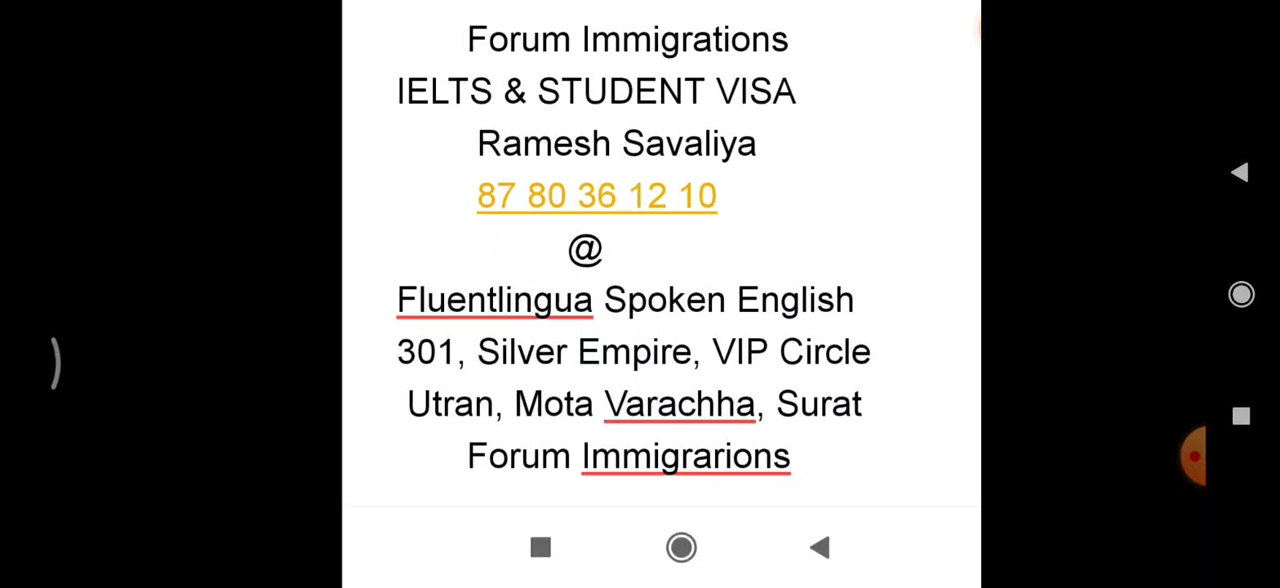 Forum Immigrations
IELTS & STUDENT VISA
Ramesh Savaliya
87 80 36 12 10
@
Fluentlingua Spoken English
301, Silver Empire, VIP Circle
Utran, Mota Varachha, Surat
Forum Immigrarions